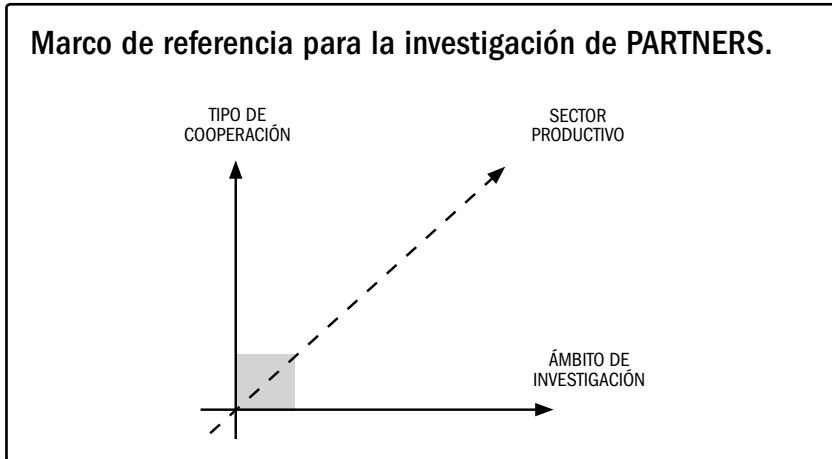 Marco de referencia para la investigación de PARTNERS.
TIPO DE
COOPERACIÓN
SECTOR
PRODUCTIVO
ÁMBITO DE
INVESTIGACIÓN